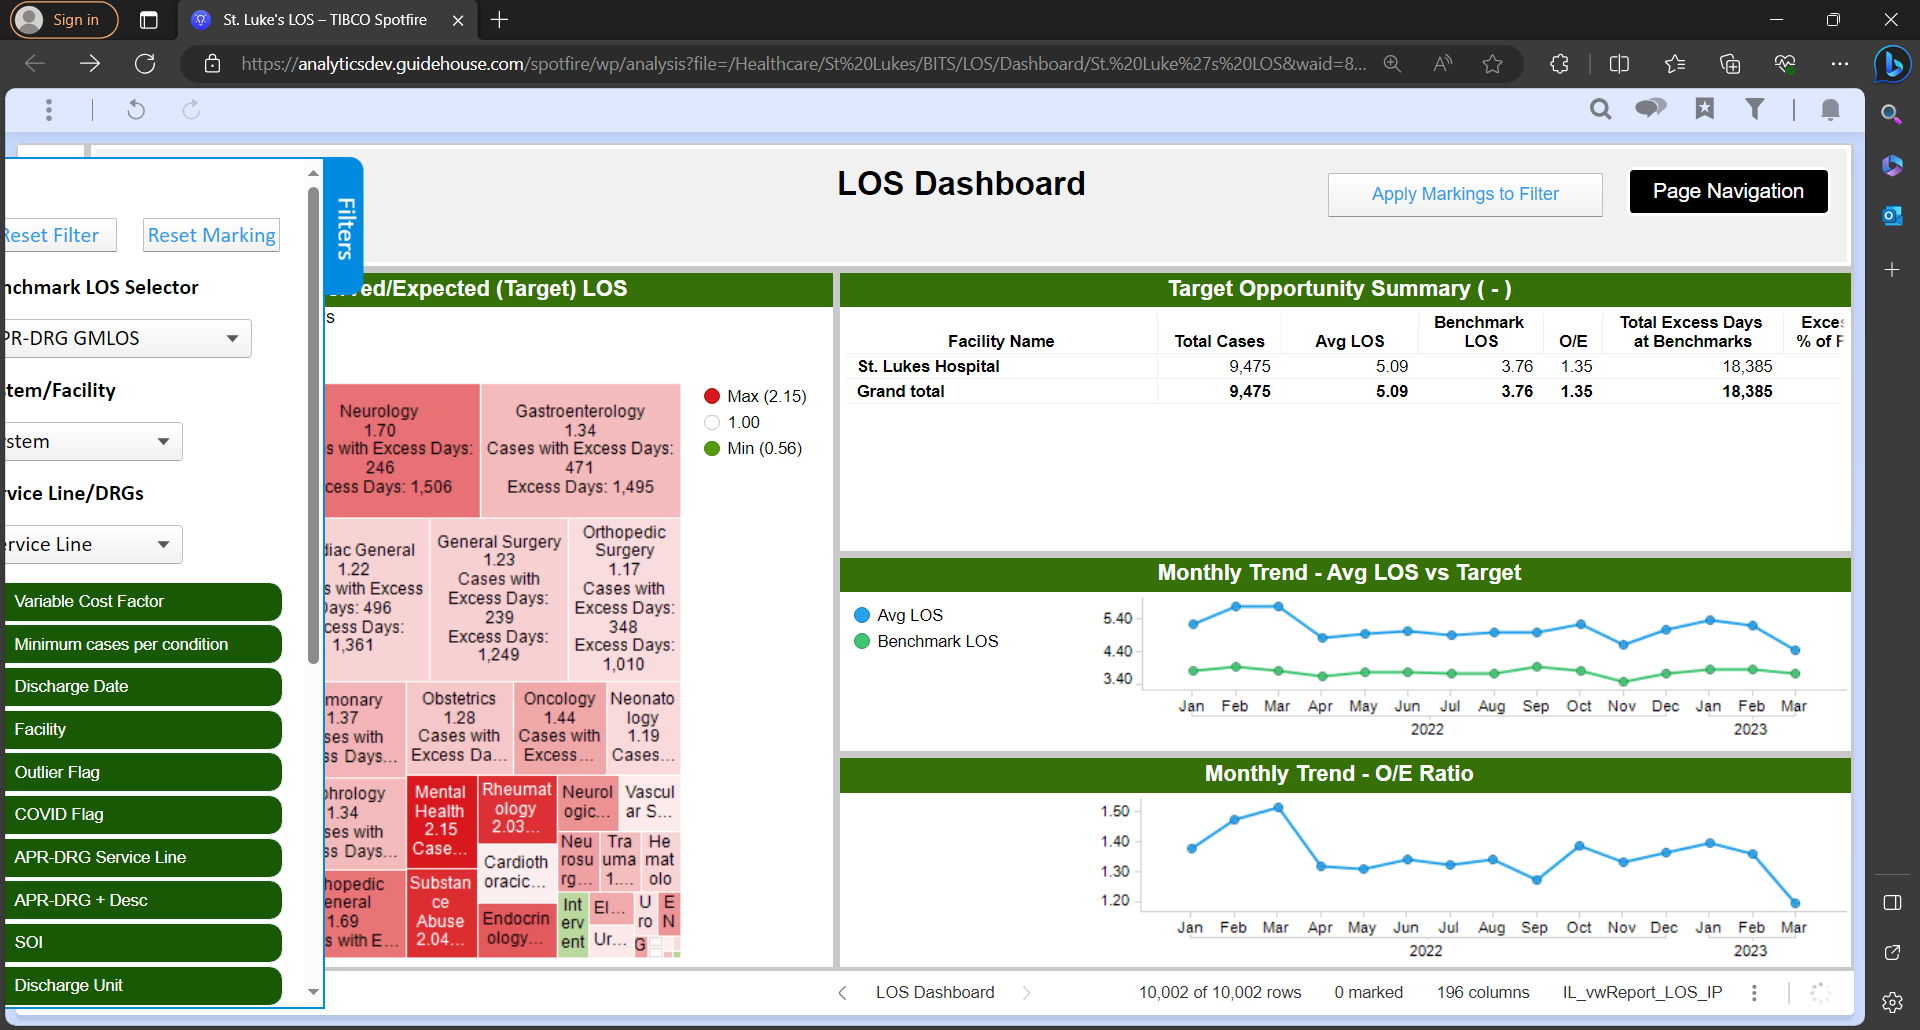 Sign in
St. Luke's LOS – TIBCO Spotfire
https://analyticsdev.guidehouse.com/spotfire/wp/analysis?file=/Healthcare/St%20Lukes/BITS/LOS/Dashboard/St.%20Luke%27s%20LOS&waid=8...
LOS Dashboard
Apply Markings to Filter
Page Navigation
Reset Filter
Reset Marking
Filters
nchmark LOS Selector
PR-DRG GMLOS
tem/Facility
stem
vice Line/DRGs
ervice Line
Variable Cost Factor
Minimum cases per condition
Discharge Date
Facility
Outlier Flag
COVID Flag
APR-DRG Service Line
APR-DRG + Desc
SOI
Discharge Unit
ed/Expected (Target) LOS
s
Max (2.15)
1.00
Min (0.56)
Neurology
1.70
s with Excess Days:
246
cess Days: 1,506
Gastroenterology
1.34
Cases with Excess Days:
471
Excess Days: 1,495
diac General
1.22
s with Excess
Days: 496
cess Days:
1,361
General Surgery
1.23
Cases with
Excess Days:
239
Excess Days:
1,249
Orthopedic
Surgery
1.17
Cases with
Excess Days:
348
Excess Days:
1,010
monary
1.37
ses with
ss Days...
Obstetrics
1.28
Cases with
Excess Da...
Oncology
1.44
Cases with
Excess...
Neonato
logy
1.19
Cases...
phrology
1.34
ses with
ss Days...
Mental
Health
2.15
Case...
Rheumat
ology
2.03...
Neurol
ogic...
Vascul
ar S...
Cardioth
oracic...
Neu
rosu
rg...
Tra
uma
1....
He
mat
olo
hopedic
eneral
1.69
s with E...
Substan
ce
Abuse
2.04...
Endocrin
ology...
Int
erv
ent
El...
Ur...
U
ro
E
N
G
Target Opportunity Summary ( - )
Facility Name
Total Cases
Avg LOS
Benchmark
LOS
O/E
Total Excess Days
at Benchmarks
Exces
% of P
St. Lukes Hospital 9,475 5.09 3.76 1.35 18,385
Grand total 9,475 5.09 3.76 1.35 18,385
Monthly Trend - Avg LOS vs Target
Avg LOS
Benchmark LOS
5.40
4.40
3.40
Jan Feb Mar Apr May Jun Jul Aug Sep Oct Nov Dec Jan Feb Mar
2022 2023
Monthly Trend - O/E Ratio
1.50
1.40
1.30
1.20
Jan Feb Mar Apr May Jun Jul Aug Sep Oct Nov Dec Jan Feb Mar
2022 2023
LOS Dashboard
10,002 of 10,002 rows
0 marked
196 columns
IL_vwReport_LOS_IP